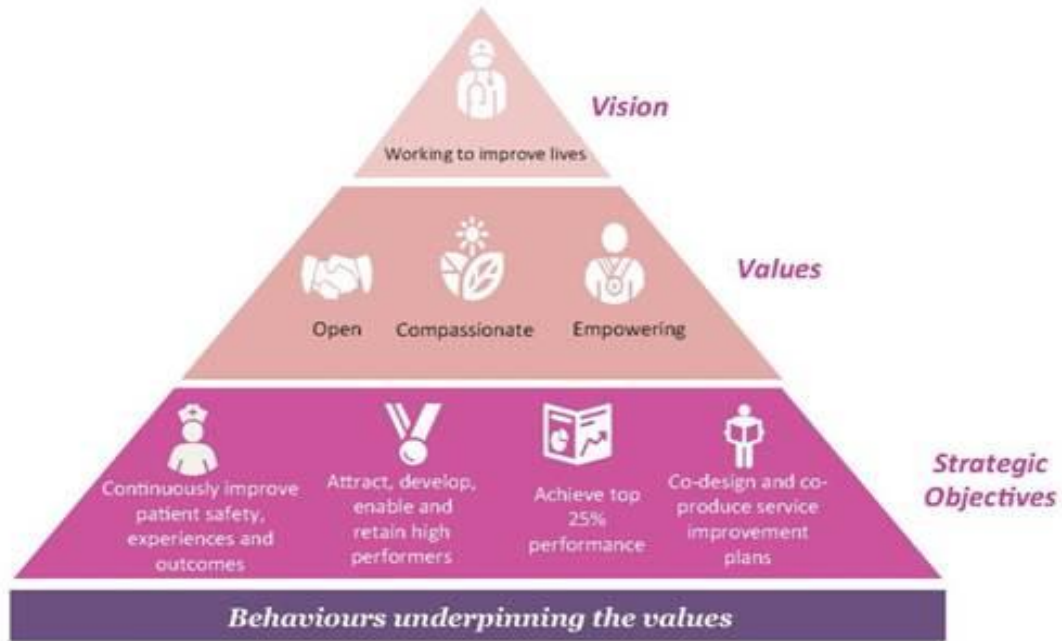 Vision
Working to improve lives
Values
Open
Compassionate
Empowering
Strategic
Objectives
Continuously improve
patient safety,
experiences and
outcomes
Attract, develop,
enable and
retain high
performers
Achieve top
25%
performance
Co-design and co-
produce service
improvement
plans
Behaviours underpinning the values